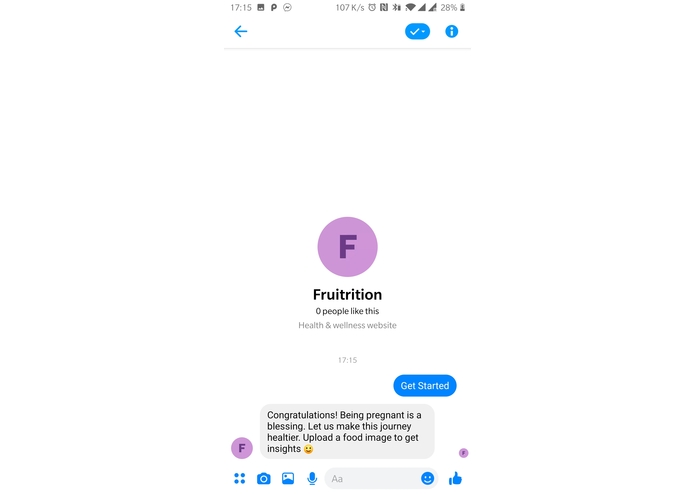 17:15 107 K/s 28%
F
Fruitrition
0 people like this
Health & wellness website
17:15
Get Started
Congratulations! Being pregnant is a
blessing. Let us make this journey
healtier. Upload a food image to get
insights 😀
F
F
Aa